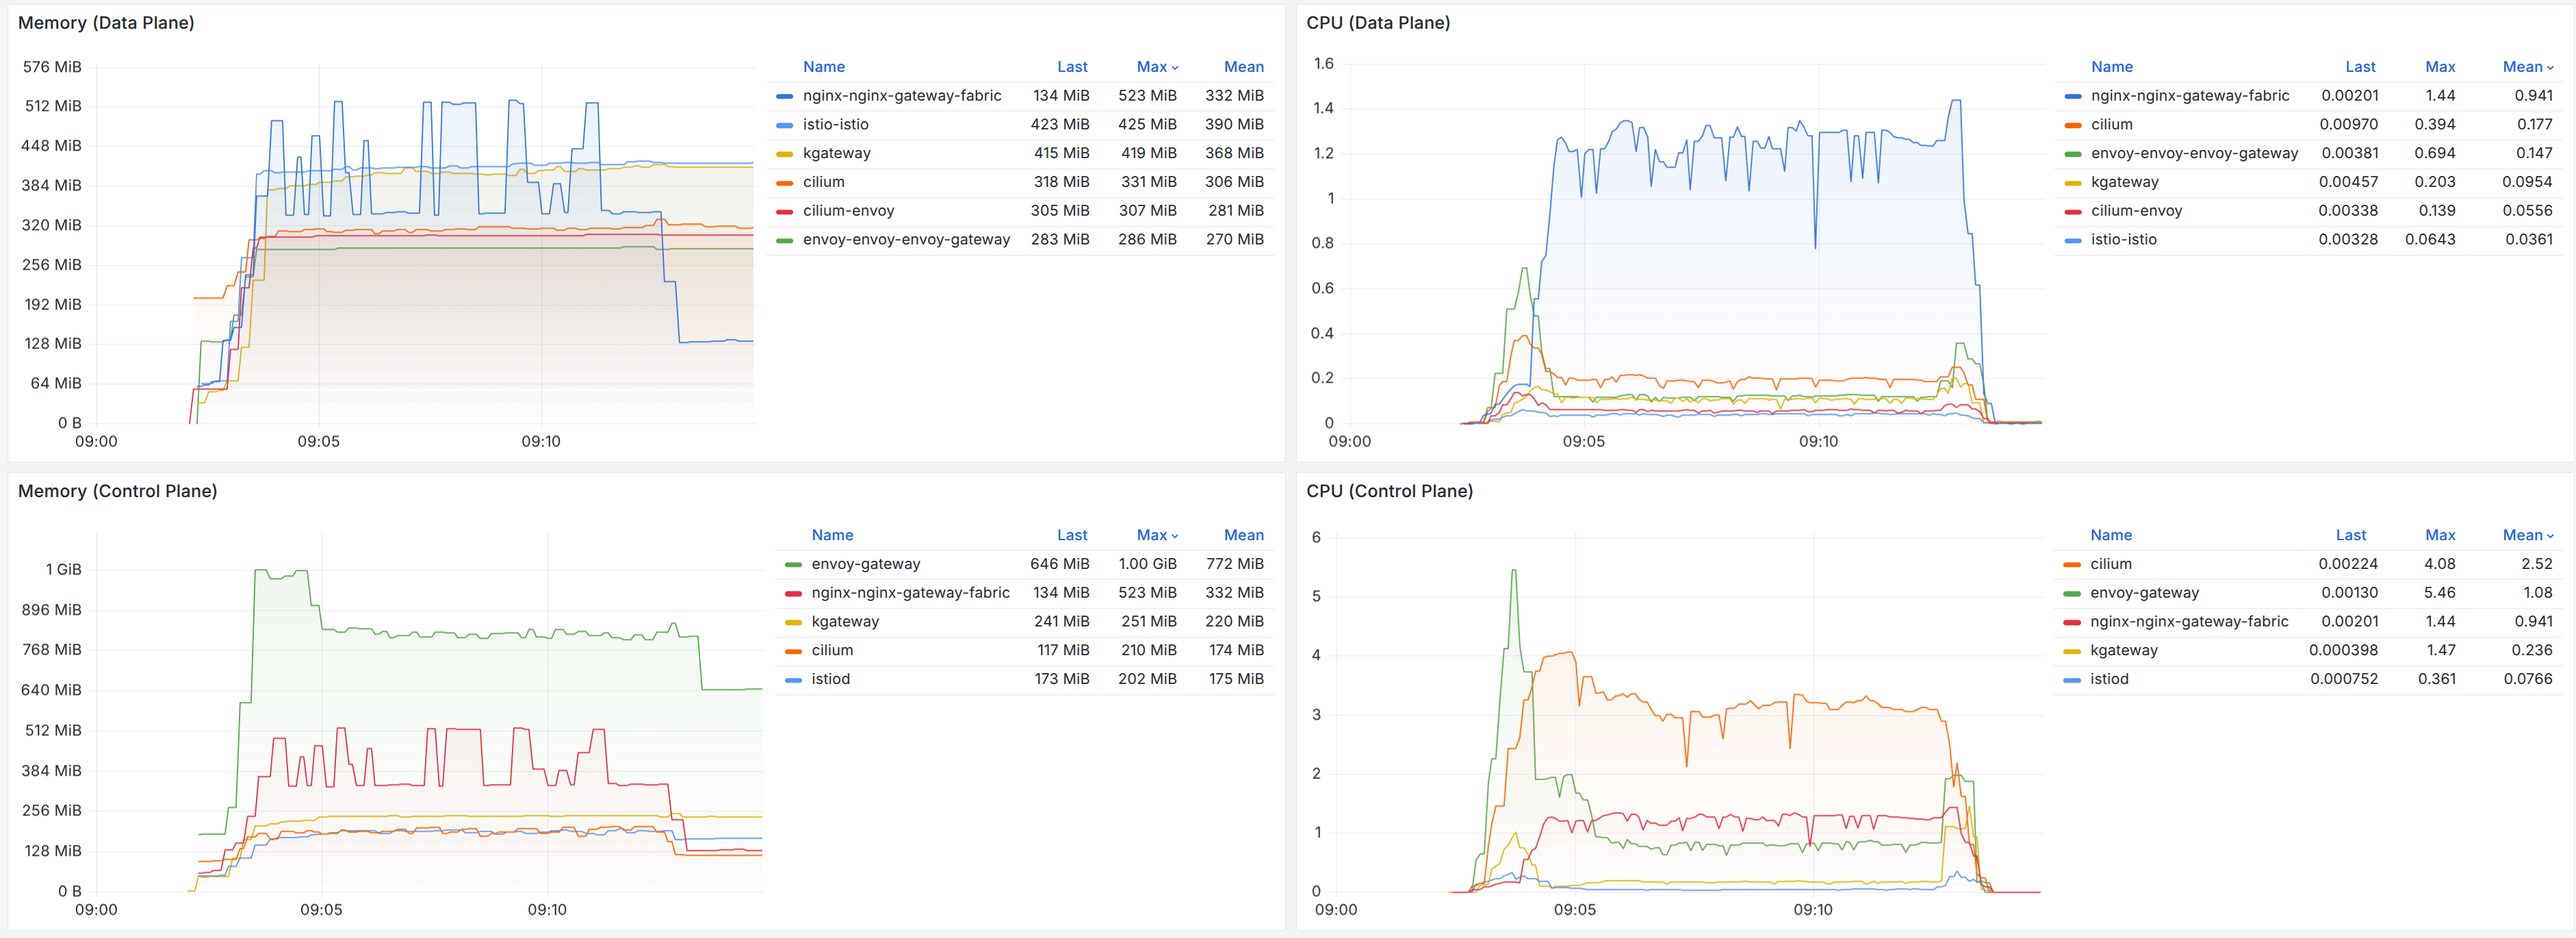 Memory (Data Plane)
576 MiB
512 MiB
448 MiB
384 MiB
320 MiB
256 MiB
192 MiB
128 MiB
64 MiB
0 B
09:00 09:05 09:10
Name Last Max Mean
nginx-nginx-gateway-fabric 134 MiB 523 MiB 332 MiB
istio-istio 423 MiB 425 MiB 390 MiB
kgateway 415 MiB 419 MiB 368 MiB
cilium 318 MiB 331 MiB 306 MiB
cilium-envoy 305 MiB 307 MiB 281 MiB
envoy-envoy-envoy-gateway 283 MiB 286 MiB 270 MiB
CPU (Data Plane)
1.6
1.4
1.2
1
0.8
0.6
0.4
0.2
0
09:00 09:05 09:10
Name Last Max Mean
nginx-nginx-gateway-fabric 0.00201 1.44 0.941
cilium 0.00970 0.394 0.177
envoy-envoy-envoy-gateway 0.00381 0.694 0.147
kgateway 0.00457 0.203 0.0954
cilium-envoy 0.00338 0.139 0.0556
istio-istio 0.00328 0.0643 0.0361
Memory (Control Plane)
1 GiB
896 MiB
768 MiB
640 MiB
512 MiB
384 MiB
256 MiB
128 MiB
0 B
09:00 09:05 09:10
Name Last Max Mean
envoy-gateway 646 MiB 1.00 GiB 772 MiB
nginx-nginx-gateway-fabric 134 MiB 523 MiB 332 MiB
kgateway 241 MiB 251 MiB 220 MiB
cilium 117 MiB 210 MiB 174 MiB
istiod 173 MiB 202 MiB 175 MiB
CPU (Control Plane)
6
5
4
3
2
1
0
09:00 09:05 09:10
Name Last Max Mean
cilium 0.00224 4.08 2.52
envoy-gateway 0.00130 5.46 1.08
nginx-nginx-gateway-fabric 0.00201 1.44 0.941
kgateway 0.000398 1.47 0.236
istiod 0.000752 0.361 0.0766